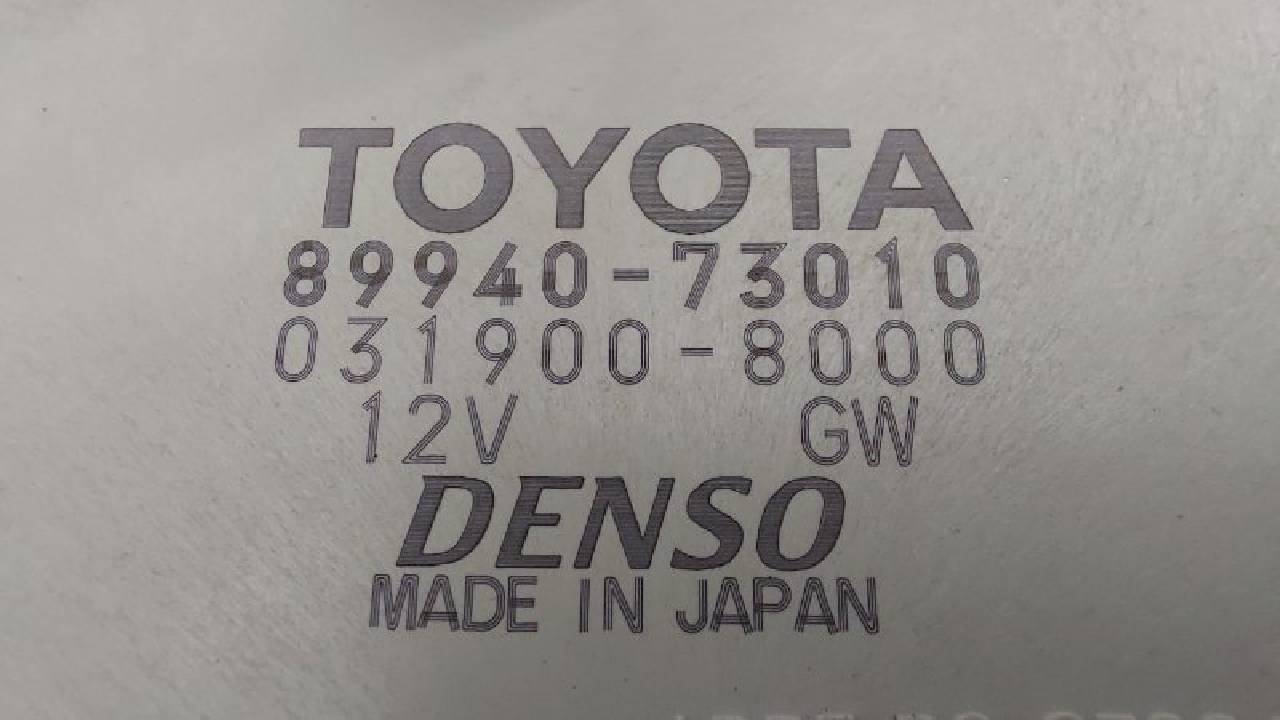 TOYOTA
89940-73010
031900-8000
12V GW
DENSO
MADE IN JAPAN